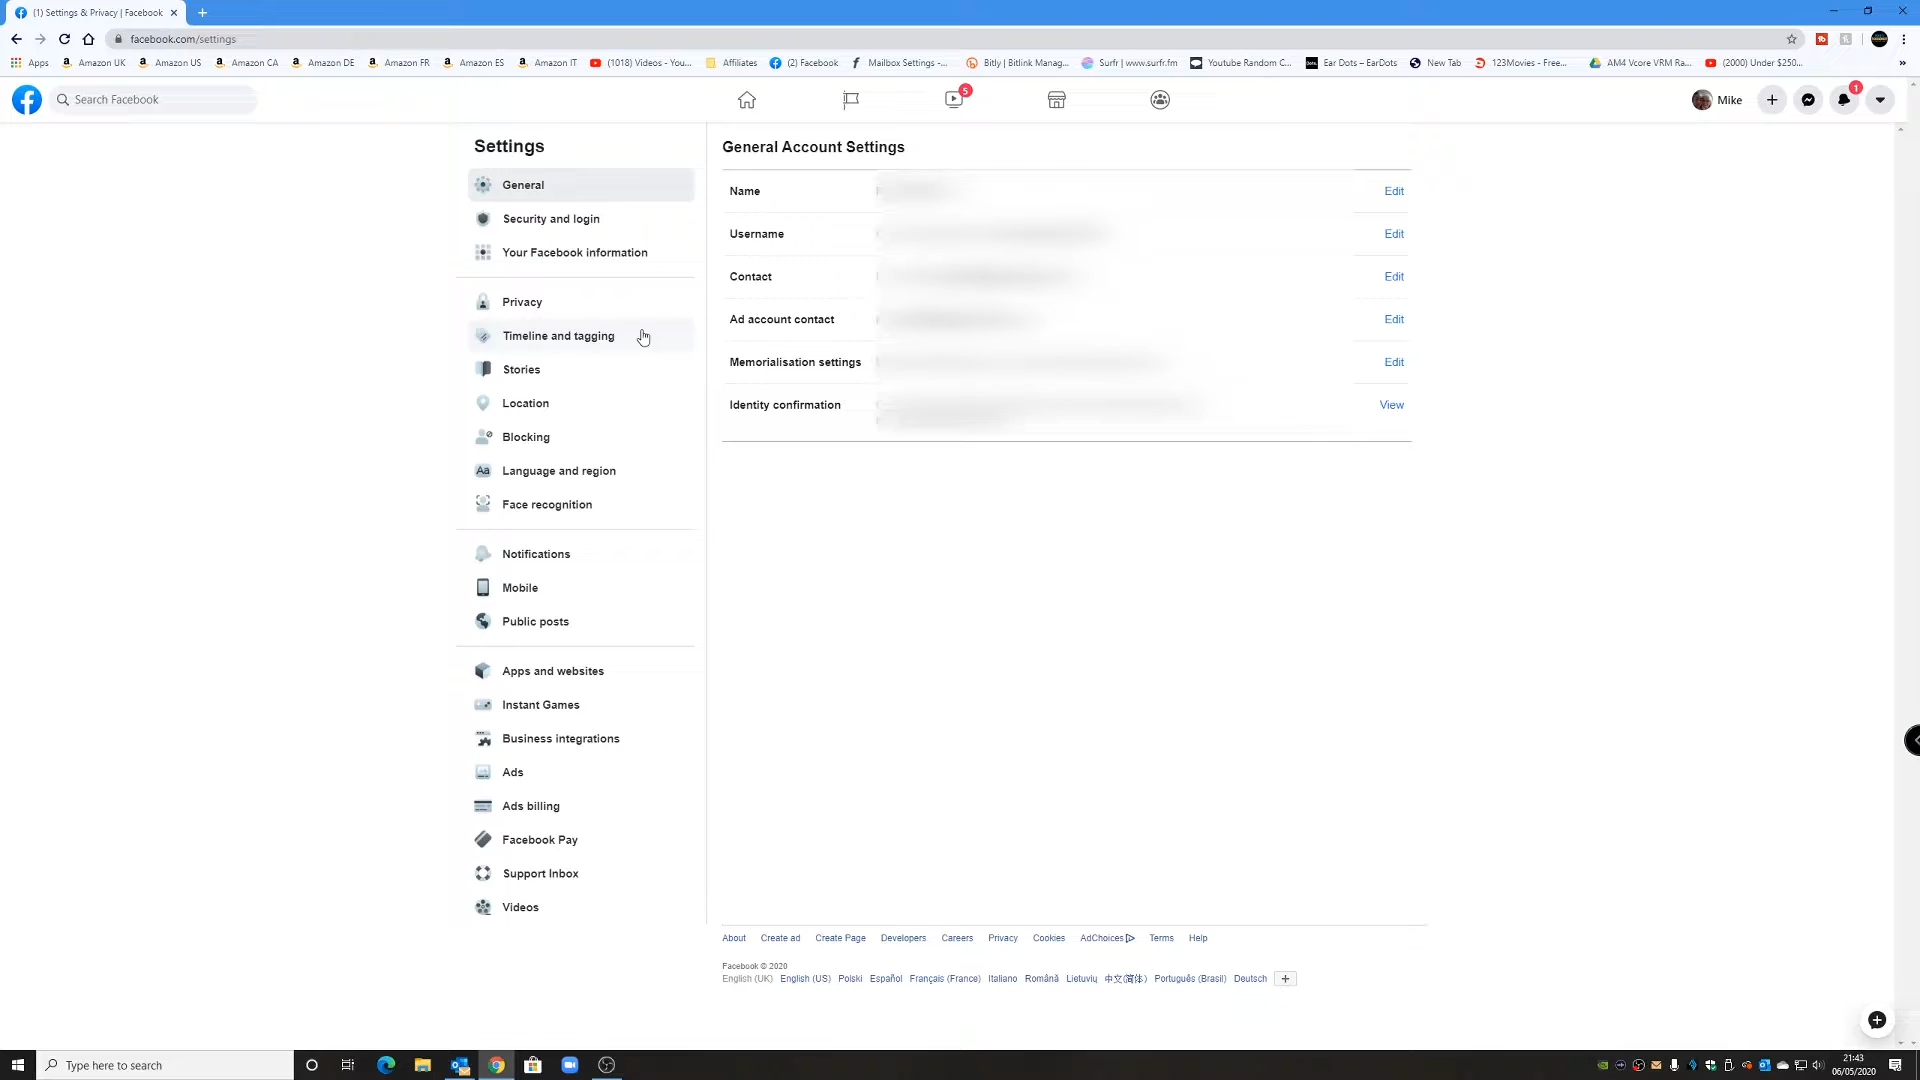 (1) Settings & Privacy | Facebook
facebook.com/settings
Apps
Amazon UK
Amazon US
Amazon CA
Amazon DE
Amazon FR
Amazon ES
Amazon IT
(1018) Videos - You...
Affiliates
(2) Facebook
Mailbox Settings -...
Bitly | Bitlink Manag...
Surfr | www.surfr.fm
Youtube Random C...
Ear Dots – EarDots
New Tab
123Movies - Free...
AM4 Vcore VRM Ra...
(2000) Under $250...
»
Search Facebook
5
Mike
1
Settings
General
Security and login
Your Facebook information
Privacy
Timeline and tagging
Stories
Location
Blocking
Aa
Language and region
Face recognition
Notifications
Mobile
Public posts
Apps and websites
Instant Games
Business integrations
Ads
Ads billing
Facebook Pay
Support Inbox
Videos
General Account Settings
Name Edit
Username Edit
Contact Edit
Ad account contact Edit
Memorialisation settings Edit
Identity confirmation View
About Create ad Create Page Developers Careers Privacy Cookies AdChoices Terms Help
Facebook © 2020
English (UK) English (US) Polski Español Français (France) Italiano Română Lietuvių 中文(简体) Português (Brasil) Deutsch +
Type here to search
21:43
06/05/2020